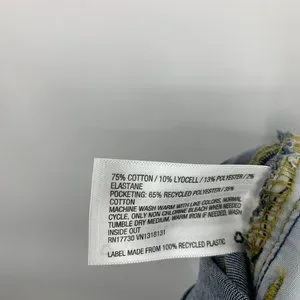 75% COTTON / 10% LYOCELL / 13% POLYESTER / 2%
ELASTANE
POCKETING: 65% RECYCLED POLYESTER / 35%
COTTON
MACHINE WASH WARM WITH LIKE COLORS, NORMAL
CYCLE, ONLY NON CHLORINE BLEACH WHEN NEEDED,
TUMBLE DRY MEDIUM, WARM IRON IF NEEDED, WASH
INSIDE OUT
RN17730 VN1318131
LABEL MADE FROM 100% RECYCLED PLASTIC